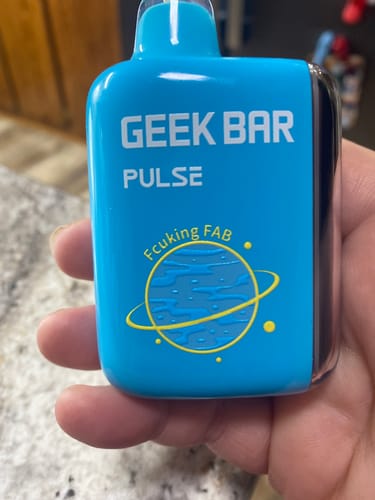 GEEK BAR
PULSE
Fcuking FAB